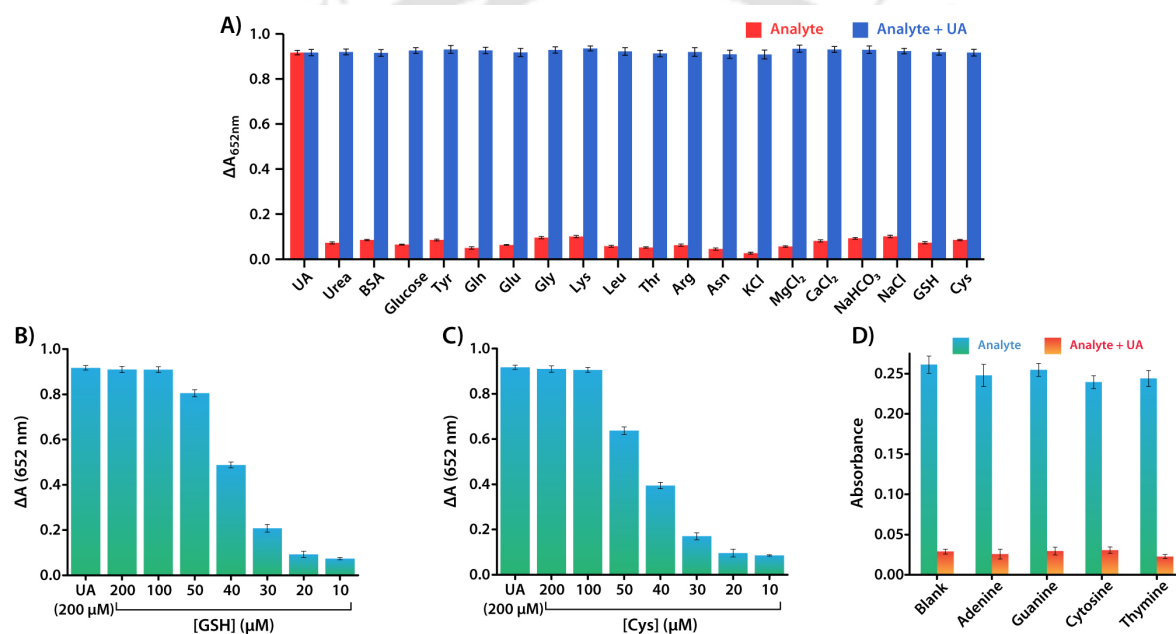 A)
Analyte
Analyte + UA
ΔA652nm
1.0
0.8
0.6
0.4
0.2
0.0
UA
Urea
BSA
Glucose
Tyr
Gln
Glu
Gly
Lys
Leu
Thr
Arg
Asn
KCl
MgCl2
CaCl2
NaHCO3
NaCl
GSH
Cys
B)
ΔA (652 nm)
1.0
0.8
0.6
0.4
0.2
0.0
UA 200 100 50 40 30 20 10
(200 μM)
[GSH] (μM)
C)
ΔA (652 nm)
1.0
0.8
0.6
0.4
0.2
0.0
UA 200 100 50 40 30 20 10
(200 μM)
[Cys] (μM)
D)
Analyte
Analyte + UA
Absorbance
0.25
0.20
0.15
0.10
0.05
0.00
Blank
Adenine
Guanine
Cytosine
Thymine